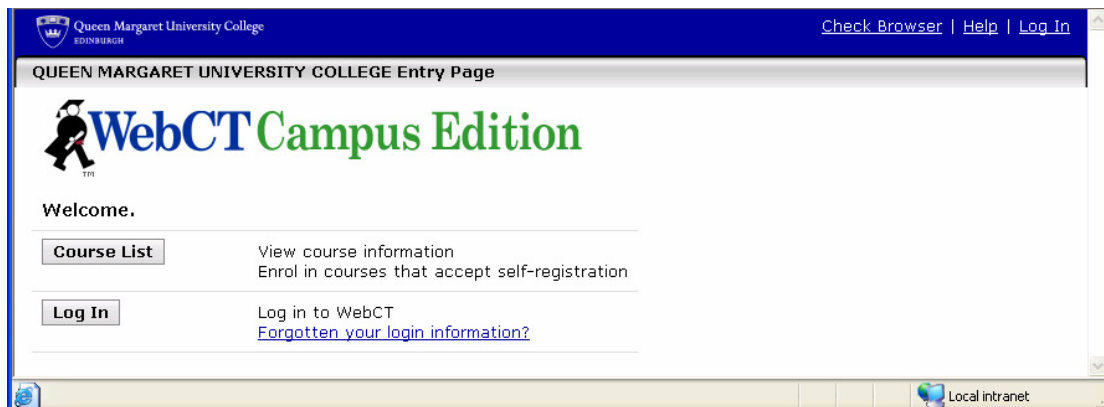 Queen Margaret University College
EDINBURGH
Check Browser | Help | Log In
QUEEN MARGARET UNIVERSITY COLLEGE Entry Page
WebCT Campus Edition
TM
Welcome.
Course List
View course information
Enrol in courses that accept self-registration
Log In
Log in to WebCT
Forgotten your login information?
Local intranet